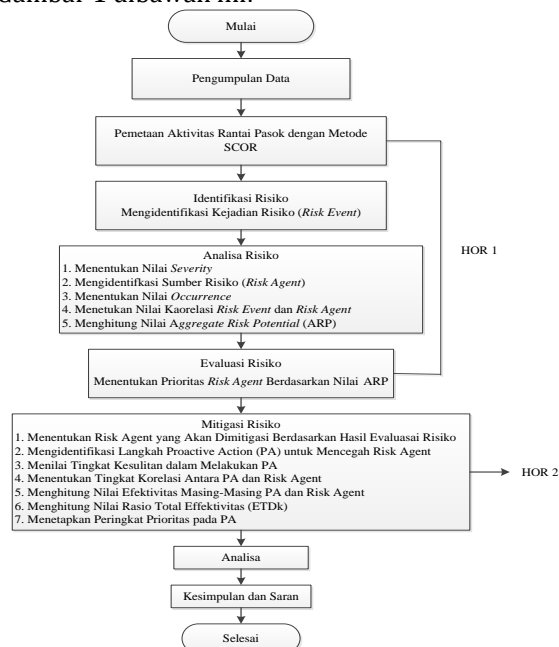 Gambar 1 dibawah ini.
Mulai
Pengumpulan Data
Pemetaan Aktivitas Rantai Pasok dengan Metode
SCOR
Identifikasi Risiko
Mengidentifikasi Kejadian Risiko (Risk Event)
HOR 1
Analisa Risiko
1. Menentukan Nilai Severity
2. Mengidentfkasi Sumber Risiko (Risk Agent)
3. Menentukan Nilai Occurrence
4. Metetukan Nilai Kaorelasi Risk Event dan Risk Agent
5. Menghitung Nilai Aggregate Risk Potential (ARP)
Evaluasi Risiko
Menentukan Prioritas Risk Agent Berdasarkan Nilai ARP
Mitigasi Risiko
1. Menentukan Risk Agent yang Akan Dimitigasi Berdasarkan Hasil Evaluasai Risiko
2. Mengidentifikasi Langkah Proactive Action (PA) untuk Mencegah Risk Agent
3. Menilai Tingkat Kesulitan dalam Melakukan PA
4. Menentukan Tingkat Korelasi Antara PA dan Risk Agent
5. Menghitung Nilai Efektivitas Masing-Masing PA dan Risk Agent
6. Menghitung Nilai Rasio Total Effektivitas (ETDk)
7. Menetapkan Peringkat Prioritas pada PA
HOR 2
Analisa
Kesimpulan dan Saran
Selesai